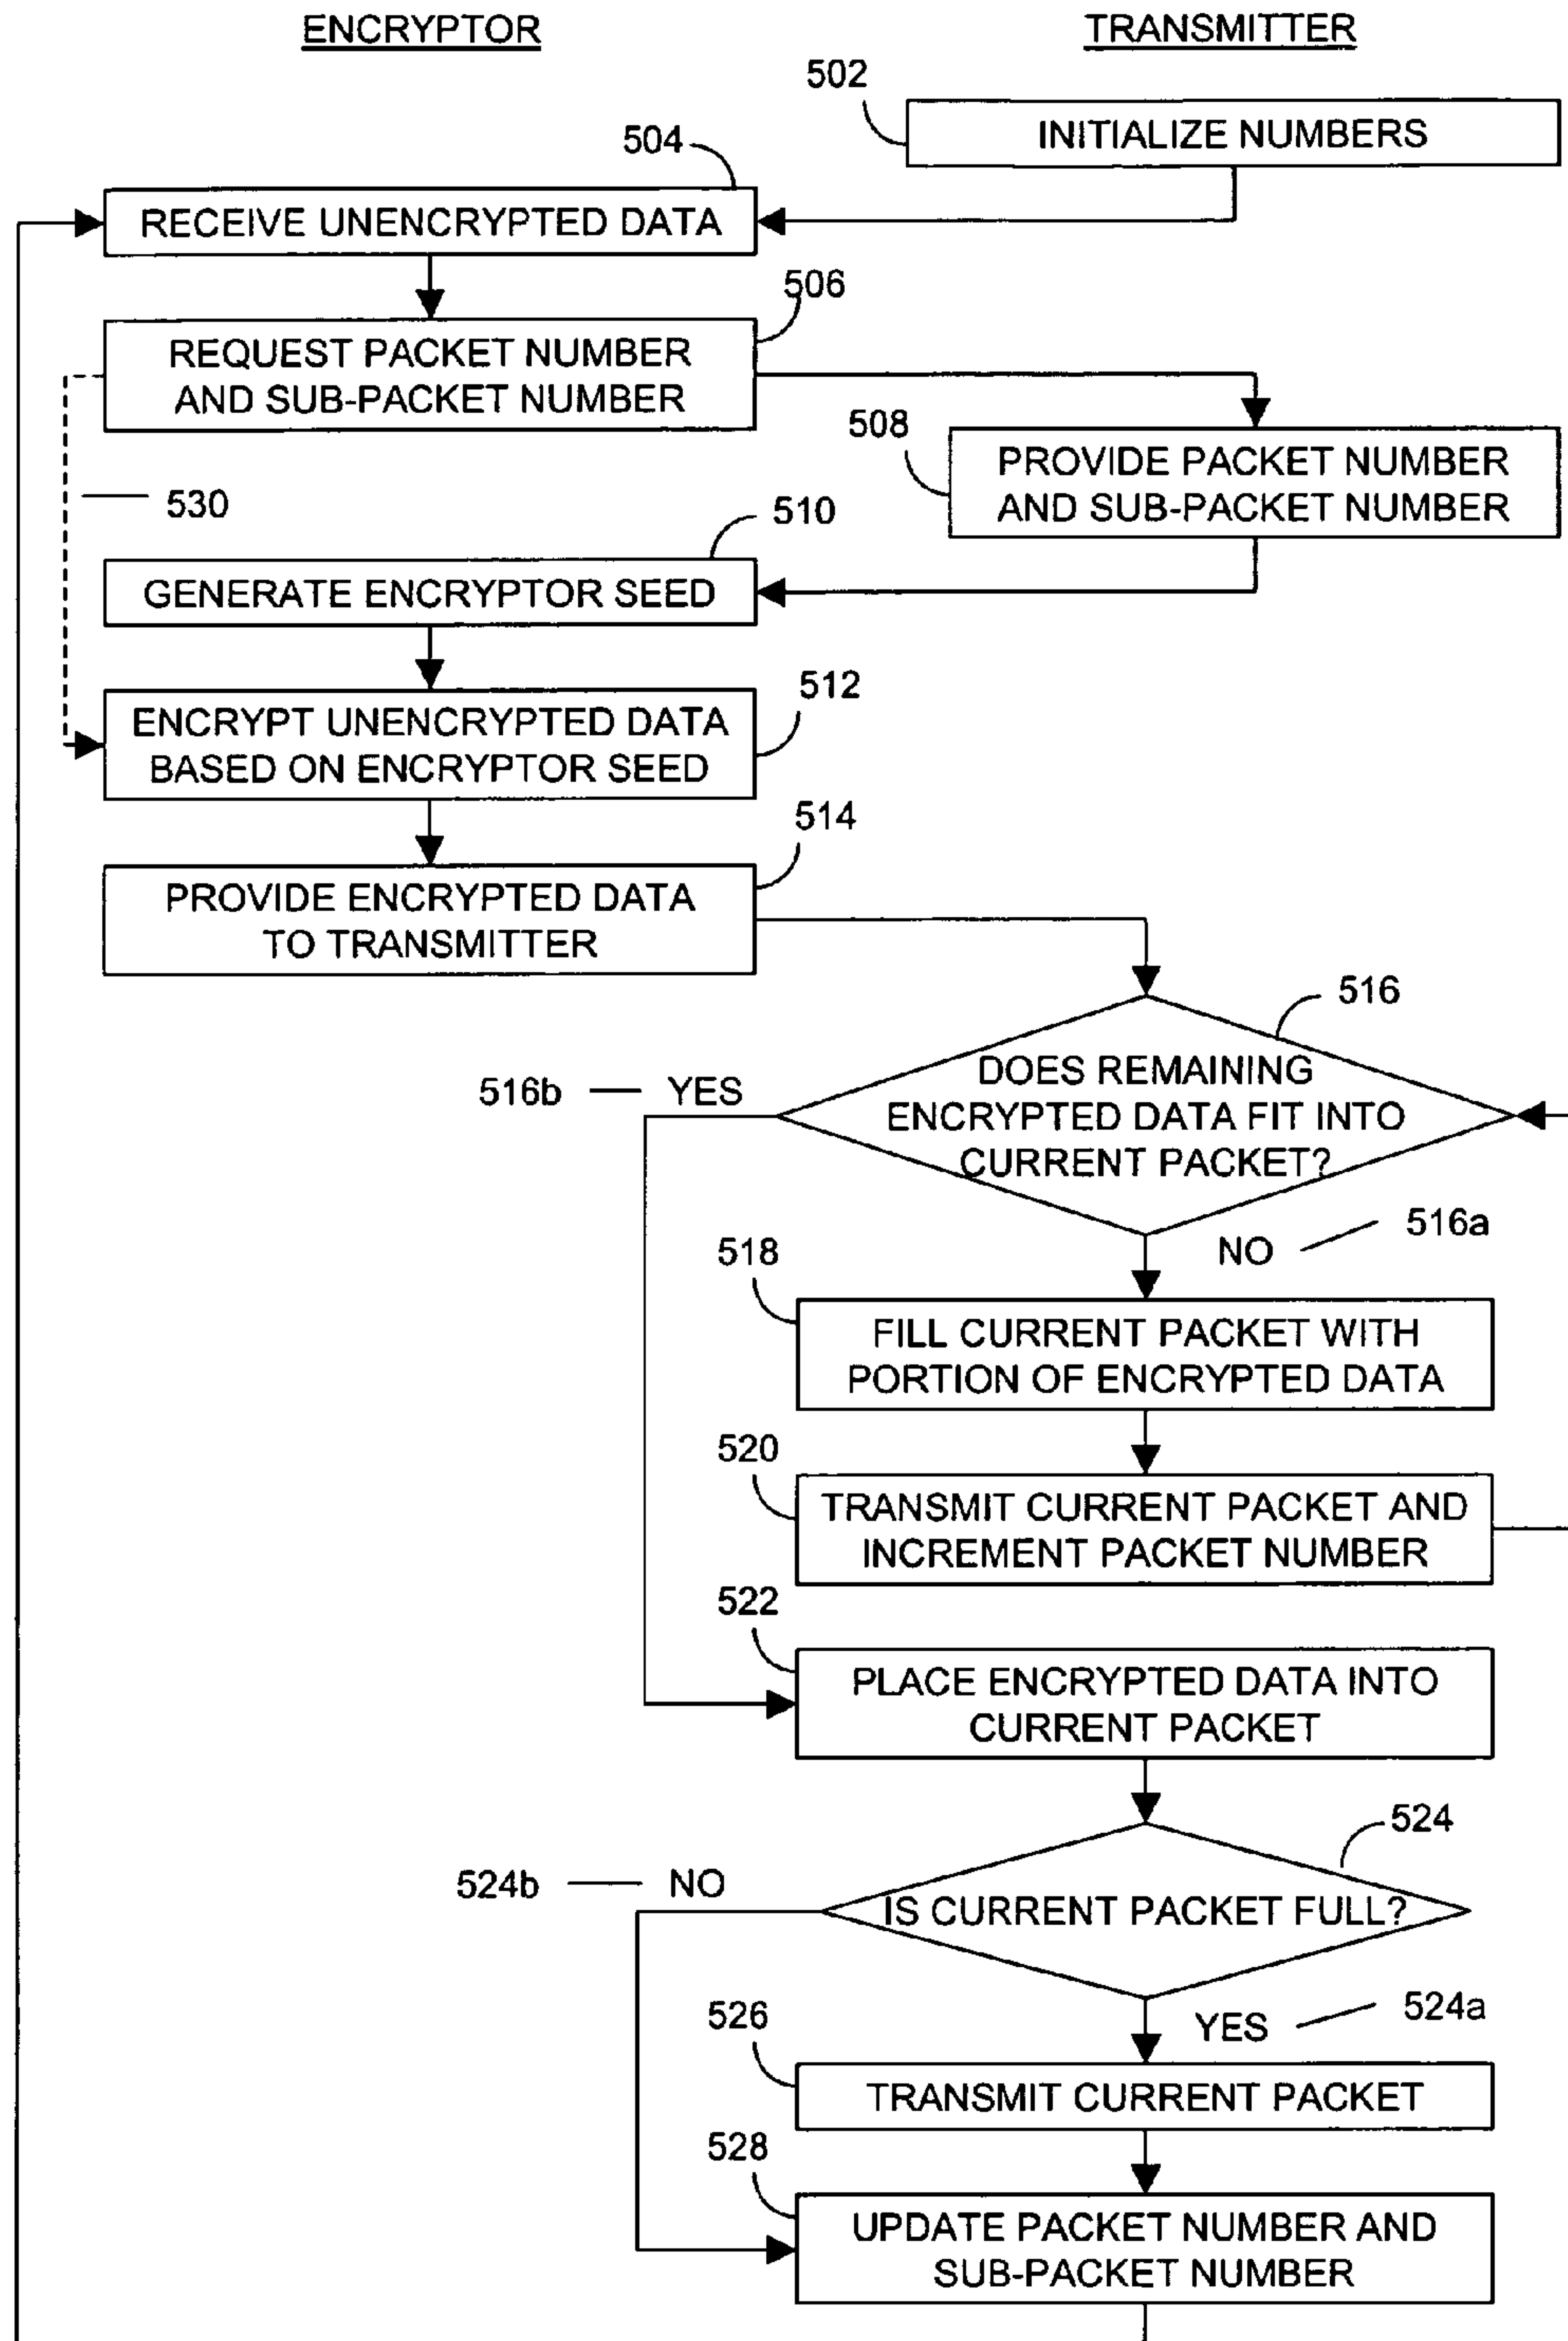 ENCRYPTOR
TRANSMITTER
502
INITIALIZE NUMBERS
504
RECEIVE UNENCRYPTED DATA
506
REQUEST PACKET NUMBER
AND SUB-PACKET NUMBER
508
PROVIDE PACKET NUMBER
AND SUB-PACKET NUMBER
530
510
GENERATE ENCRYPTOR SEED
512
ENCRYPT UNENCRYPTED DATA
BASED ON ENCRYPTOR SEED
514
PROVIDE ENCRYPTED DATA
TO TRANSMITTER
516
DOES REMAINING
ENCRYPTED DATA FIT INTO
CURRENT PACKET?
516b
YES
516a
NO
518
FILL CURRENT PACKET WITH
PORTION OF ENCRYPTED DATA
520
TRANSMIT CURRENT PACKET AND
INCREMENT PACKET NUMBER
522
PLACE ENCRYPTED DATA INTO
CURRENT PACKET
524
524b
NO
IS CURRENT PACKET FULL?
524a
YES
526
TRANSMIT CURRENT PACKET
528
UPDATE PACKET NUMBER AND
SUB-PACKET NUMBER